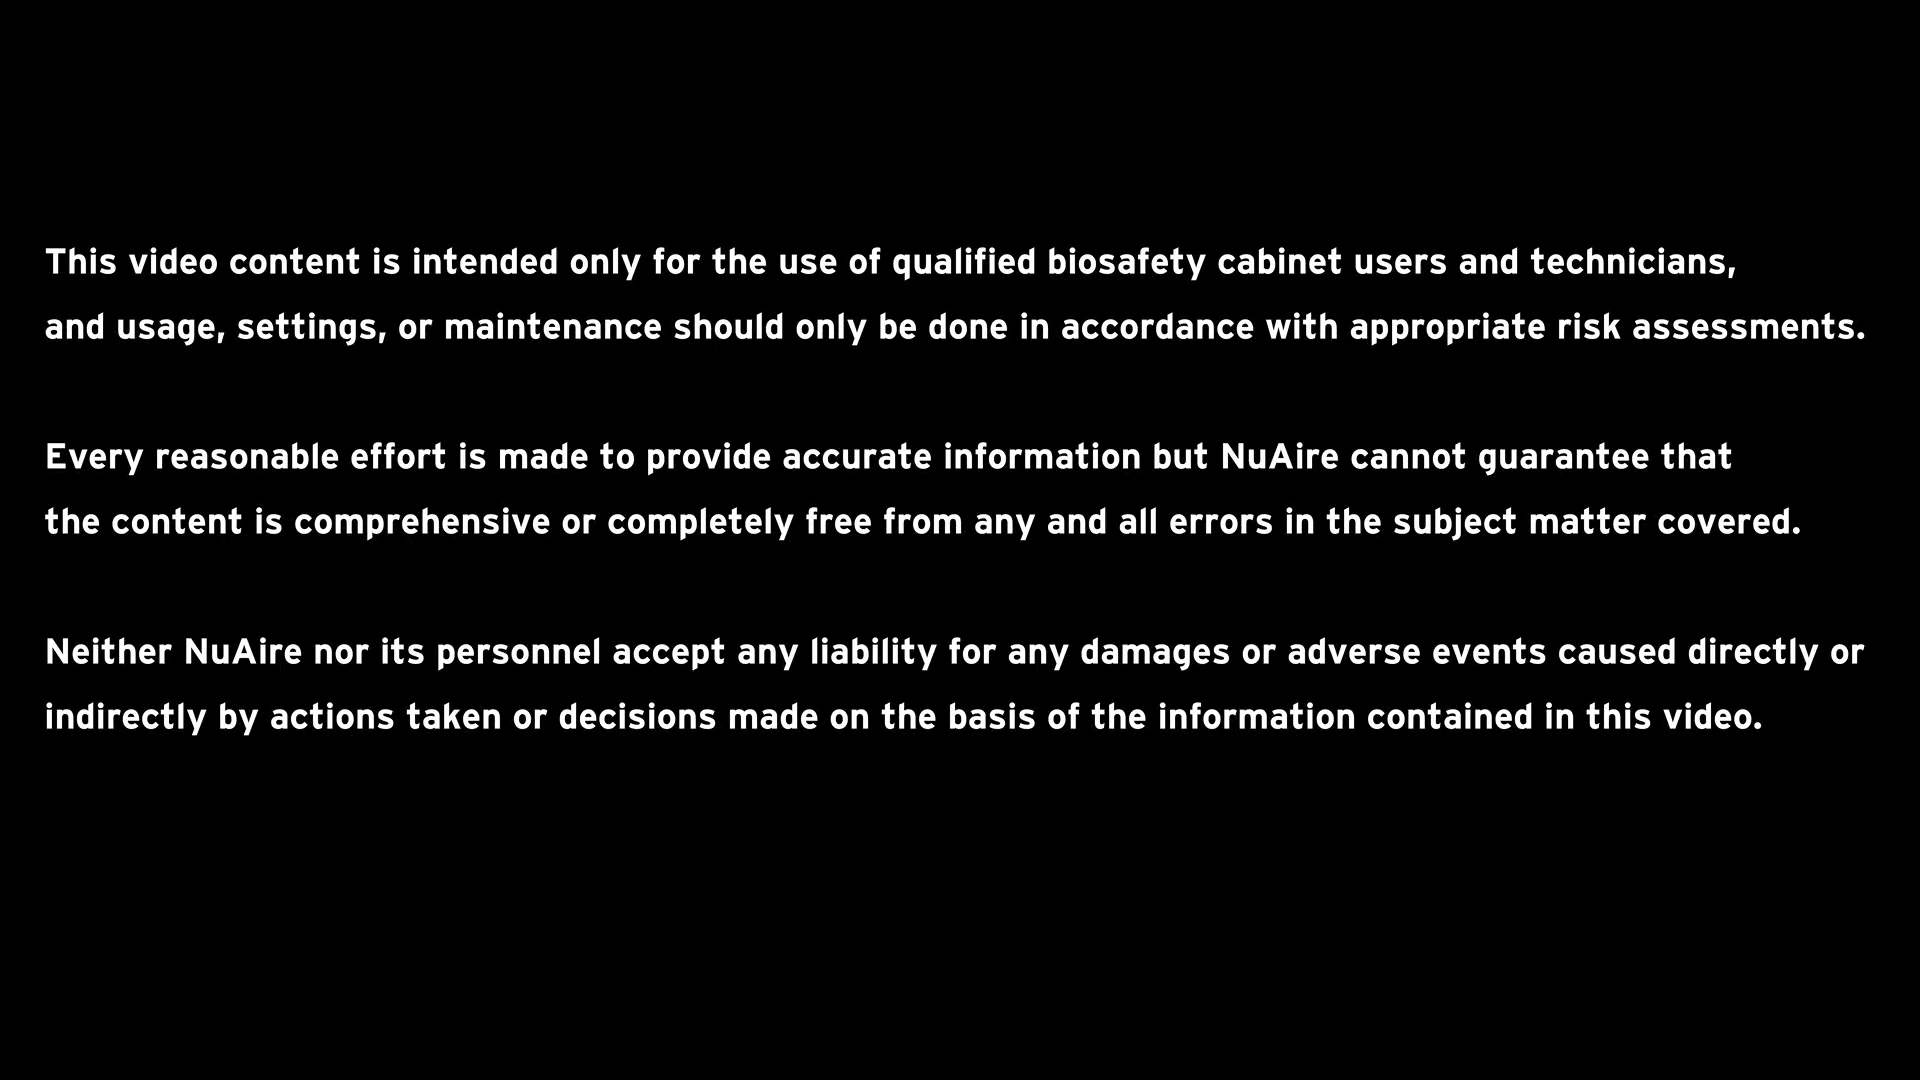 This video content is intended only for the use of qualified biosafety cabinet users and technicians,
and usage, settings, or maintenance should only be done in accordance with appropriate risk assessments.
Every reasonable effort is made to provide accurate information but NuAire cannot guarantee that
the content is comprehensive or completely free from any and all errors in the subject matter covered.
Neither NuAire nor its personnel accept any liability for any damages or adverse events caused directly or
indirectly by actions taken or decisions made on the basis of the information contained in this video.